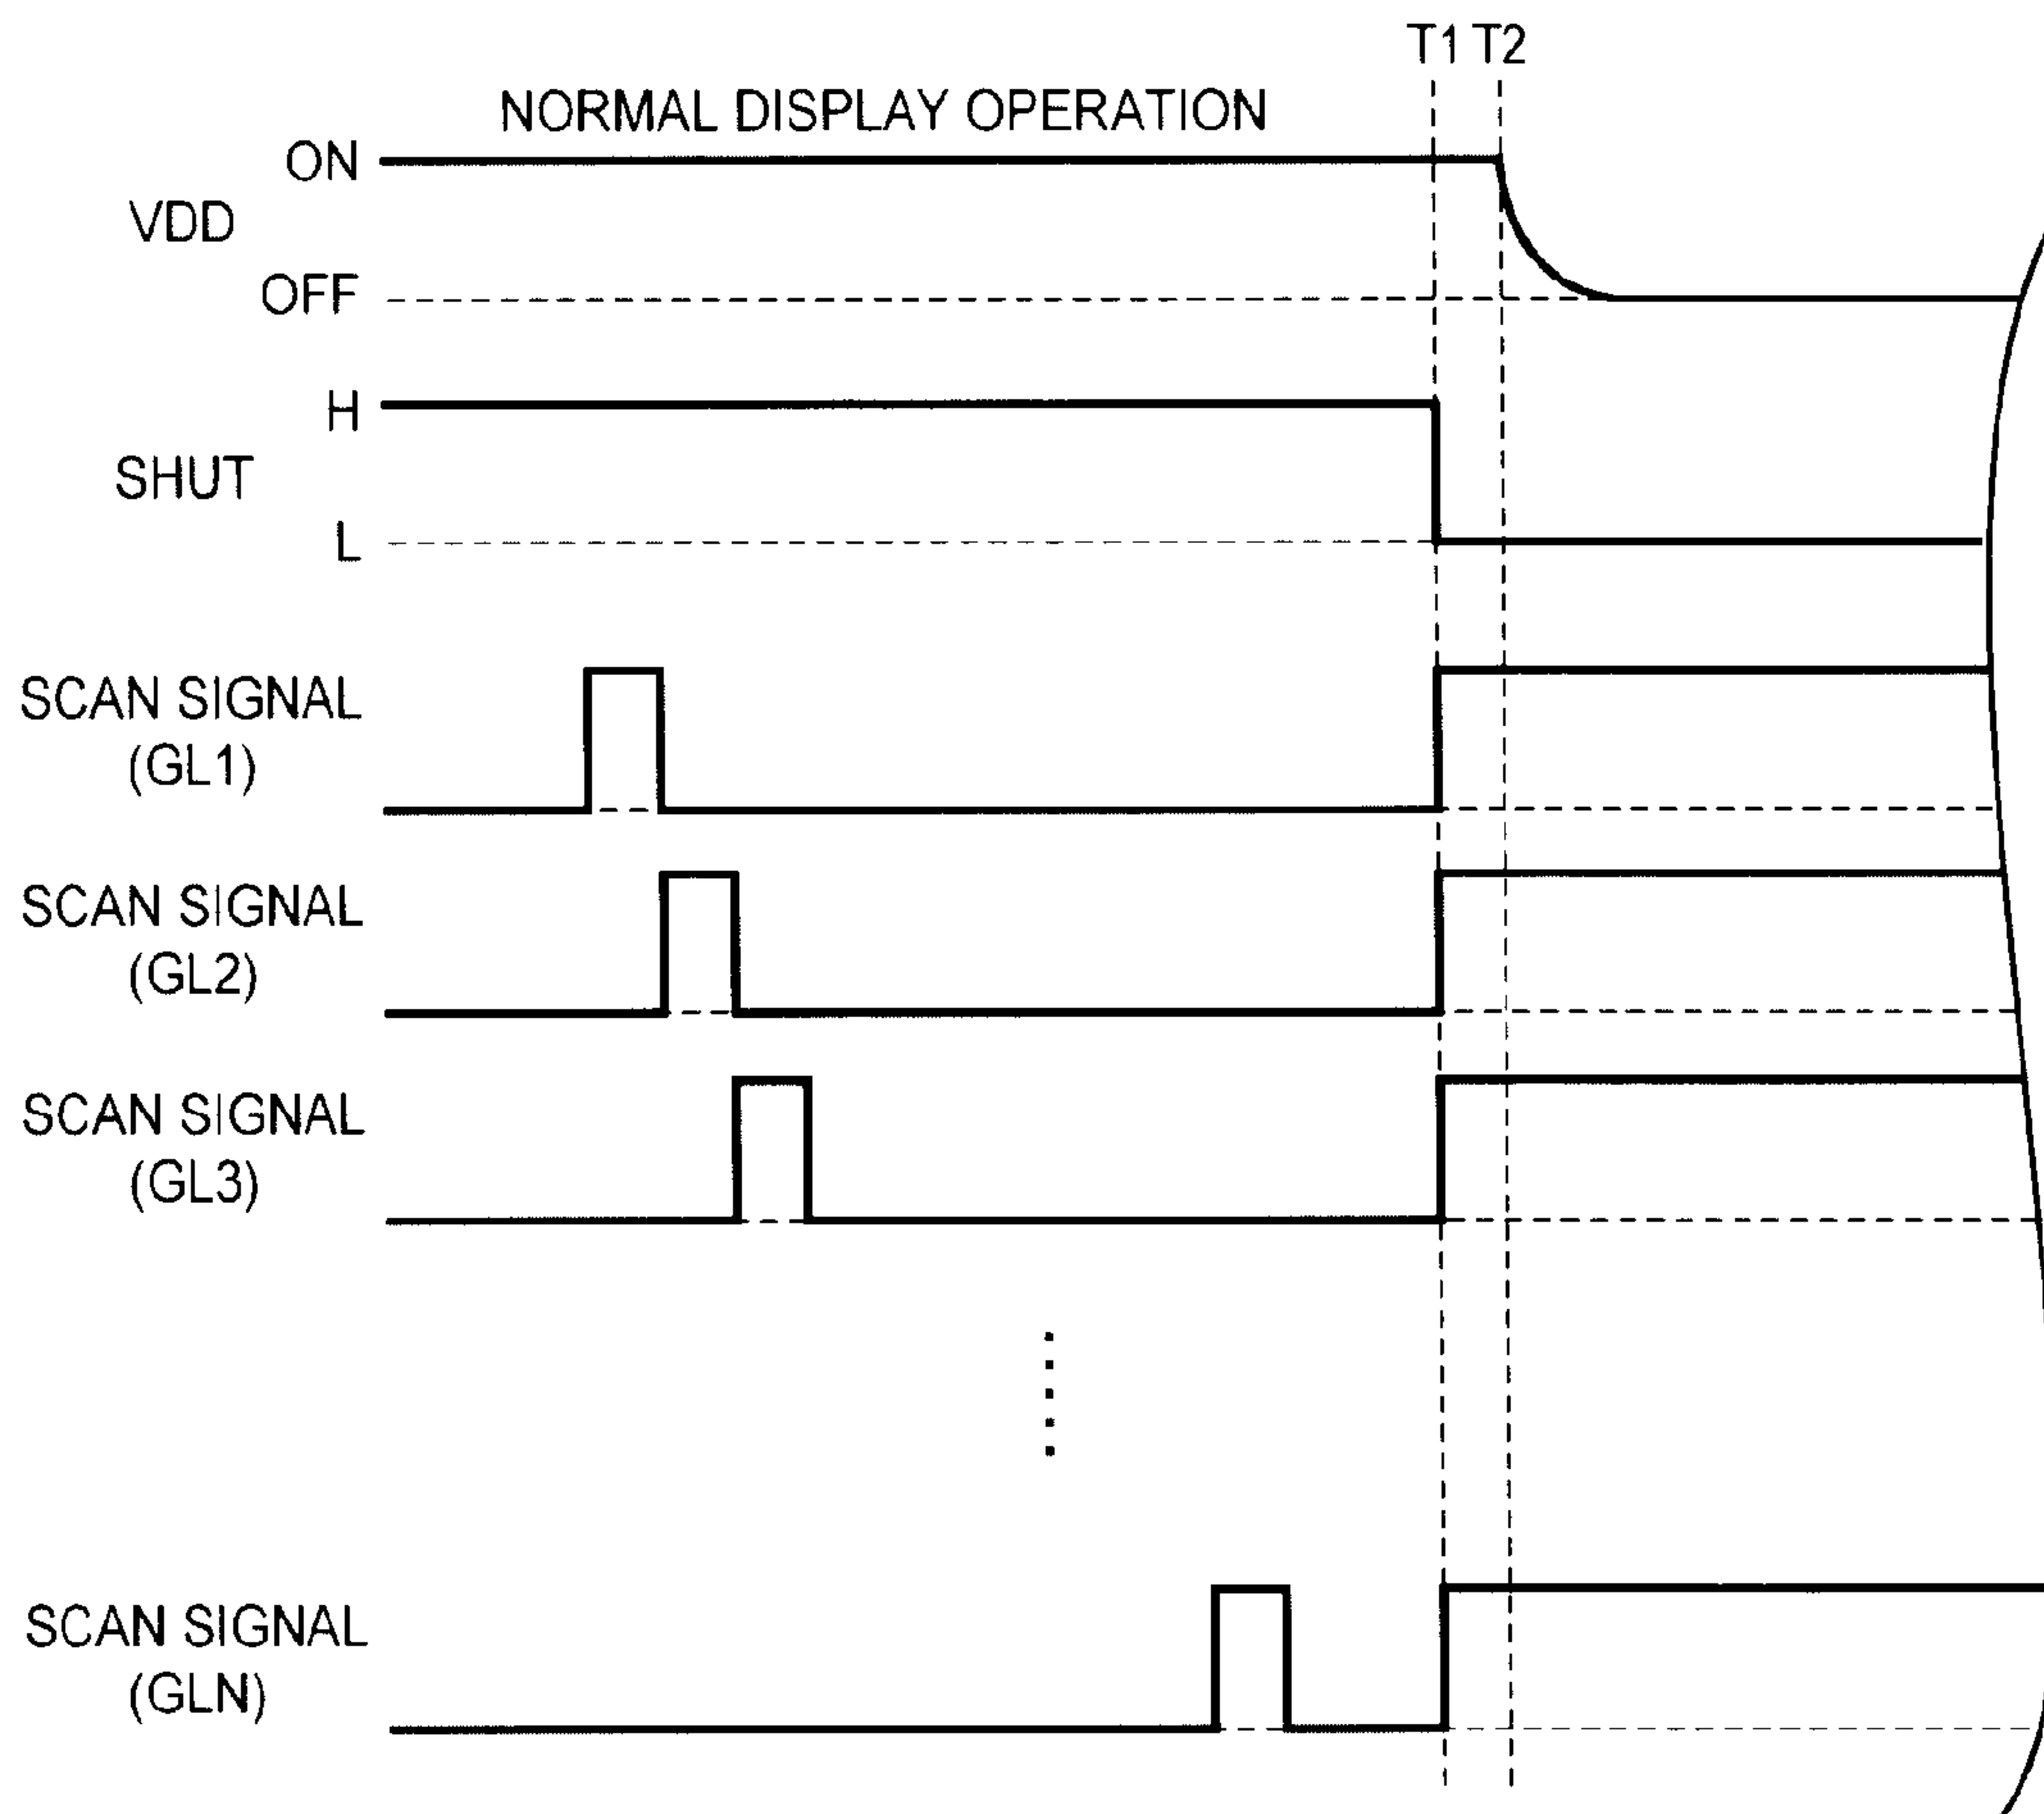 T1 T2
NORMAL DISPLAY OPERATION
ON
VDD
OFF
H
SHUT
L
SCAN SIGNAL
(GL1)
SCAN SIGNAL
(GL2)
SCAN SIGNAL
(GL3)
SCAN SIGNAL
(GLN)